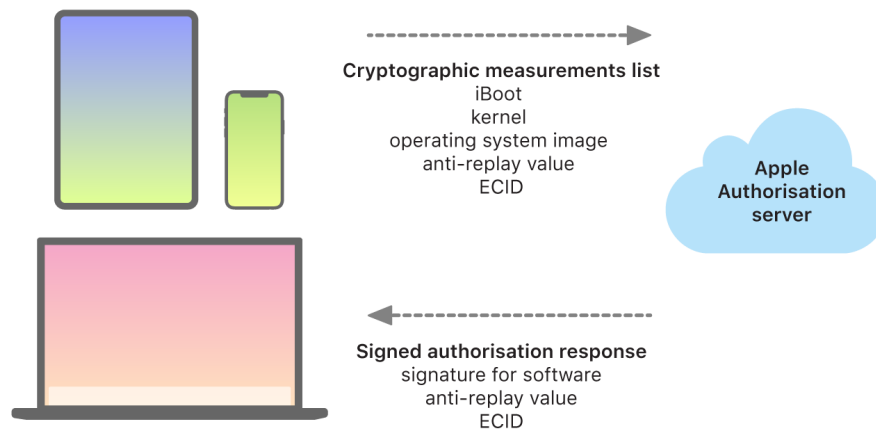 Cryptographic measurements list
iBoot
kernel
operating system image
anti-replay value
ECID
Apple
Authorisation
server
Signed authorisation response
signature for software
anti-replay value
ECID